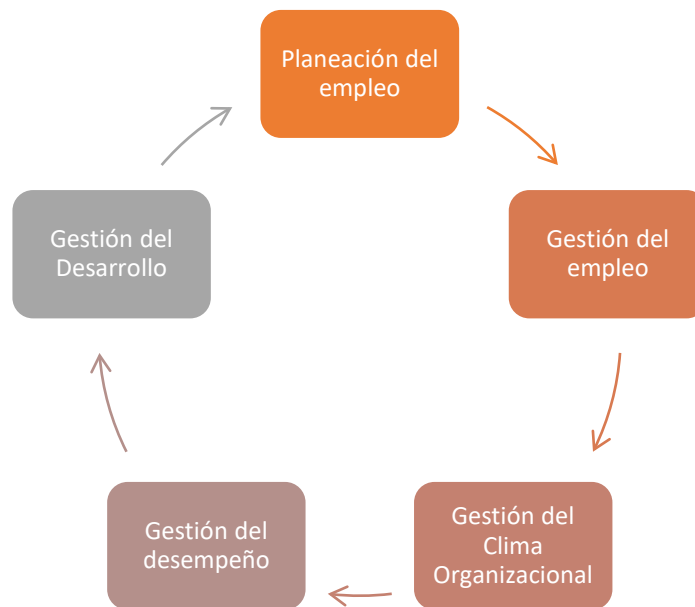 Planeación del
empleo
Gestión del
empleo
Gestión del
Clima
Organizacional
Gestión del
desempeño
Gestión del
Desarrollo